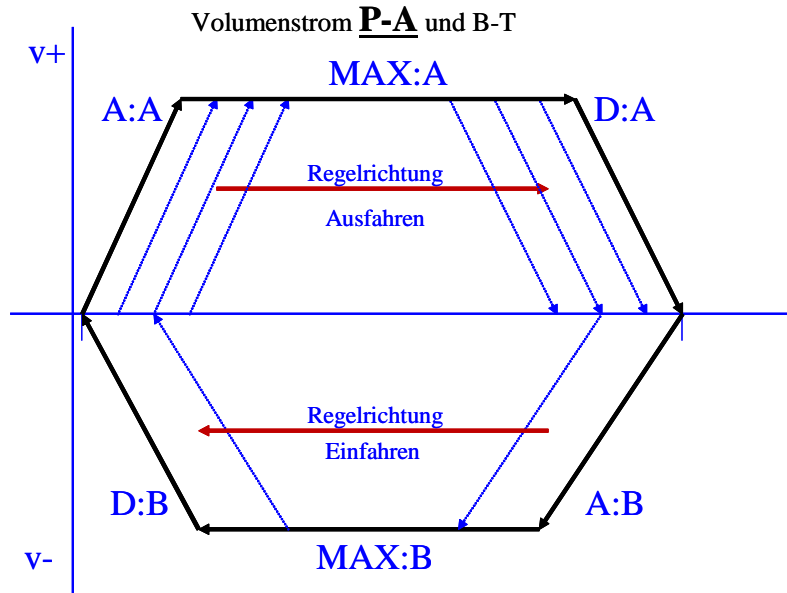 Volumenstrom P-A und B-T
v+
MAX:A
A:A
D:A
Regelrichtung
Ausfahren
Regelrichtung
Einfahren
D:B
A:B
v-
MAX:B